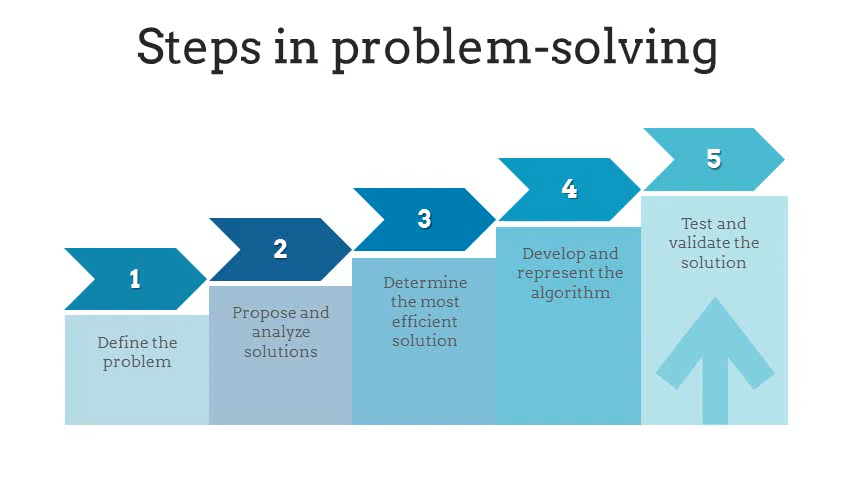 Steps in problem-solving
1
Define the
problem
2
Propose and
analyze
solutions
3
Determine
the most
efficient
solution
4
Develop and
represent the
algorithm
5
Test and
validate the
solution